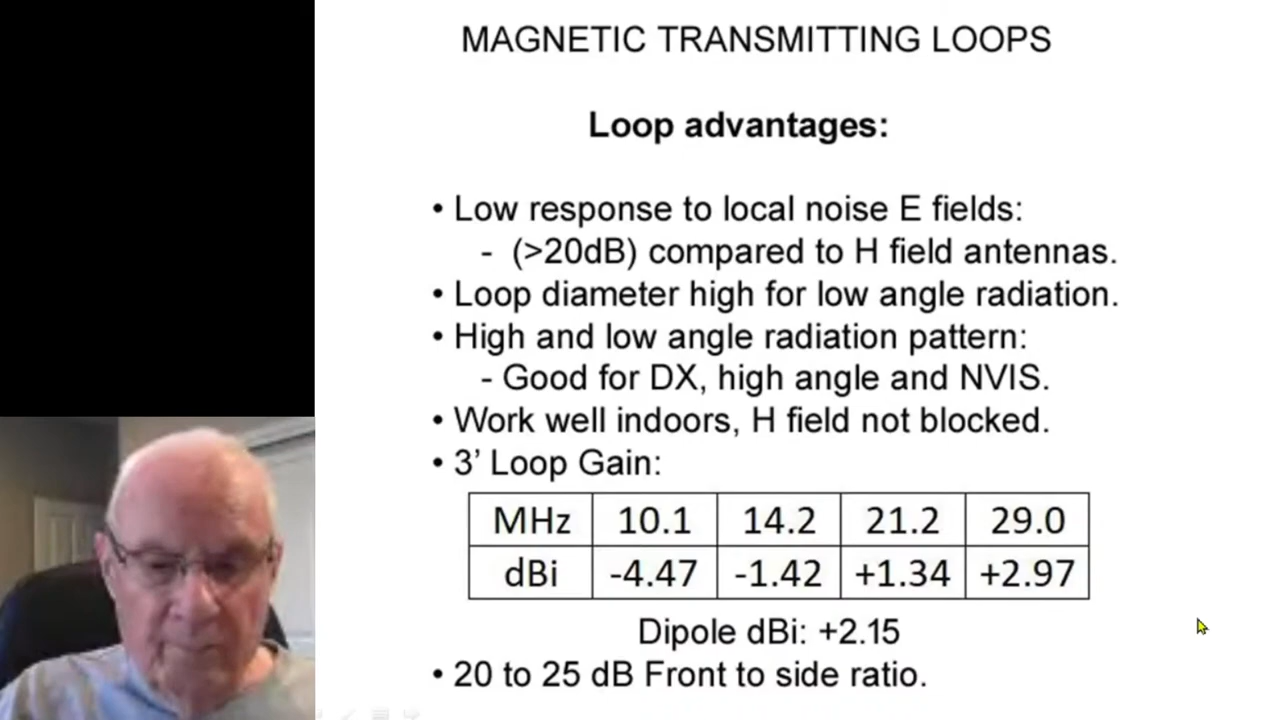 MAGNETIC TRANSMITTING LOOPS
Loop advantages:
• Low response to local noise E fields:
- (>20dB) compared to H field antennas.
• Loop diameter high for low angle radiation.
• High and low angle radiation pattern:
- Good for DX, high angle and NVIS.
• Work well indoors, H field not blocked.
• 3’ Loop Gain:
MHz 10.1 14.2 21.2 29.0
dBi -4.47 -1.42 +1.34 +2.97
Dipole dBi: +2.15
• 20 to 25 dB Front to side ratio.